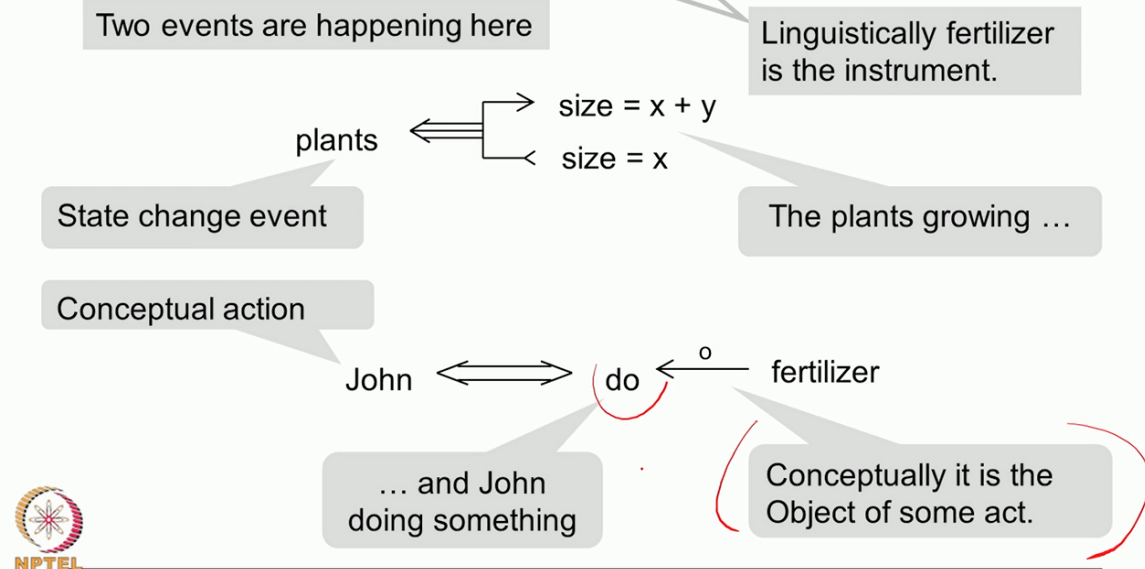 Two events are happening here
Linguistically fertilizer
is the instrument.
size = x + y
plants
size = x
State change event
The plants growing …
Conceptual action
o
John
do
fertilizer
… and John
doing something
Conceptually it is the
Object of some act.
NPTEL